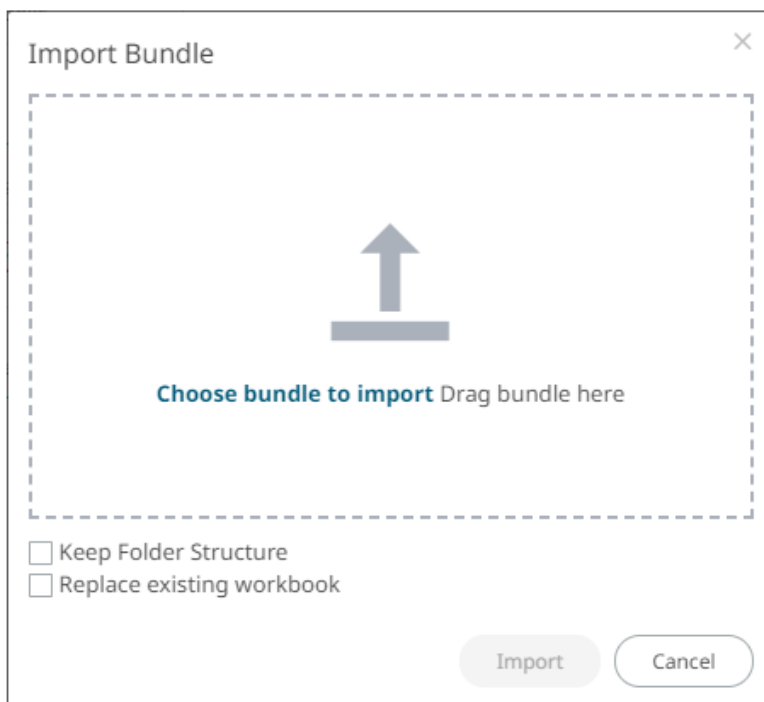 Import Bundle
Choose bundle to import Drag bundle here
Keep Folder Structure
Replace existing workbook
Import Cancel